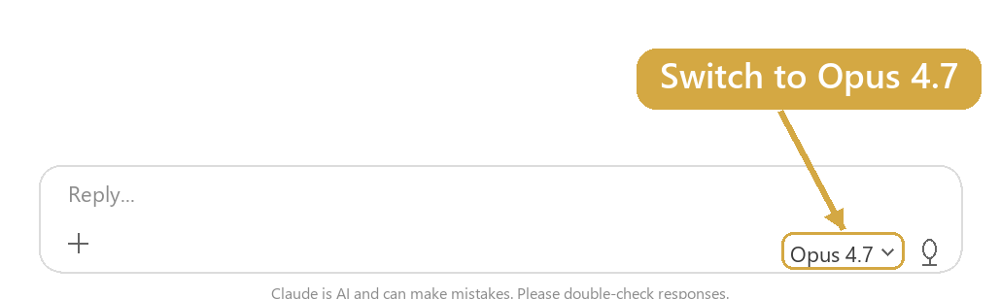 Switch to Opus 4.7
Reply...
Opus 4.7
Claude is AI and can make mistakes. Please double-check responses.